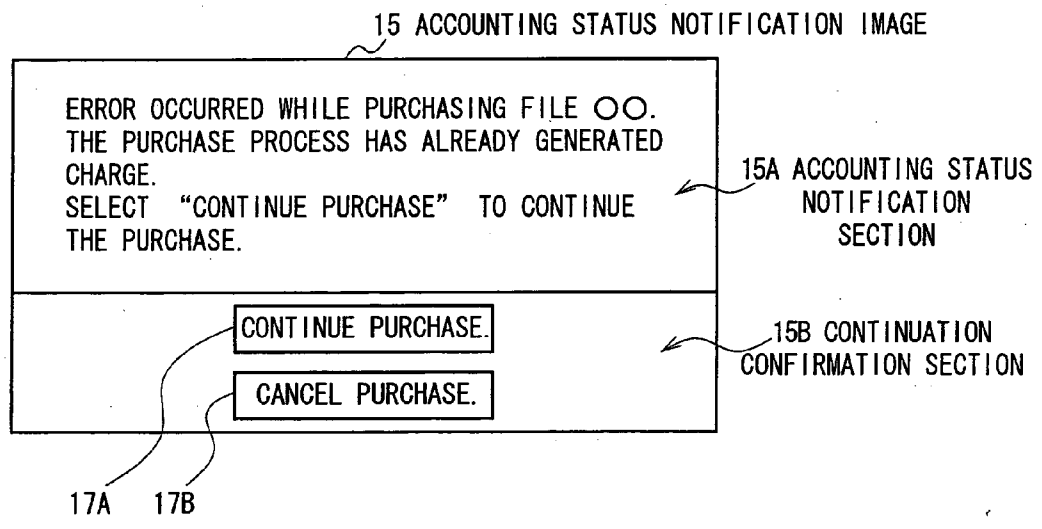 15 ACCOUNTING STATUS NOTIFICATION IMAGE
ERROR OCCURRED WHILE PURCHASING FILE ○○.
THE PURCHASE PROCESS HAS ALREADY GENERATED
CHARGE.
SELECT “CONTINUE PURCHASE” TO CONTINUE
THE PURCHASE.
15A ACCOUNTING STATUS
NOTIFICATION
SECTION
CONTINUE PURCHASE.
CANCEL PURCHASE.
15B CONTINUATION
CONFIRMATION SECTION
17A
17B